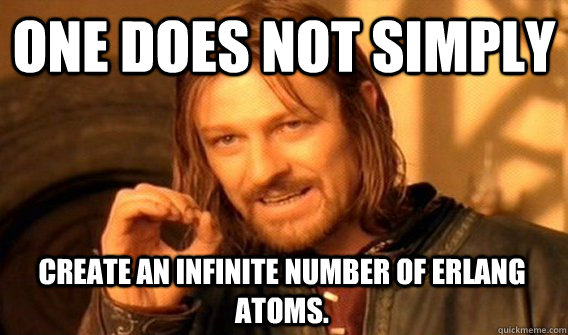 ONE DOES NOT SIMPLY
CREATE AN INFINITE NUMBER OF ERLANG
ATOMS.
quickmeme.com